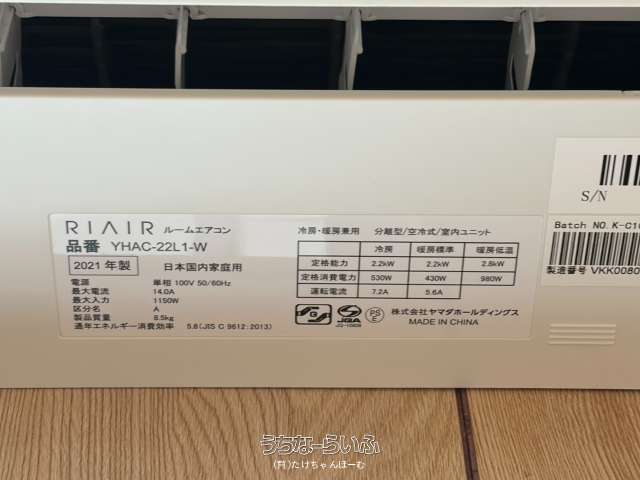 RIAIR ルームエアコン
品番 YHAC-22L1-W
2021年製 日本国内家庭用
電源 単相 100V 50/60Hz
最大電流 14.0A
最大入力 1150W
区分名 A
製品質量 8.5kg
通年エネルギー消費効率 5.8(JIS C 9612:2013)
冷房・暖房兼用 分離型/空冷式/室内ユニット
冷房 暖房標準 暖房低温
定格能力 2.2kW 2.2kW 2.8kW
定格消費電力 530W 430W 980W
運転電流 7.2A 5.6A
JQA
PS
E
株式会社ヤマダホールディングス
MADE IN CHINA
S/N
Batch NO. K-C10
製造番号 VKK0080
うちなーらいふ
(有)たけちゃんほーむ